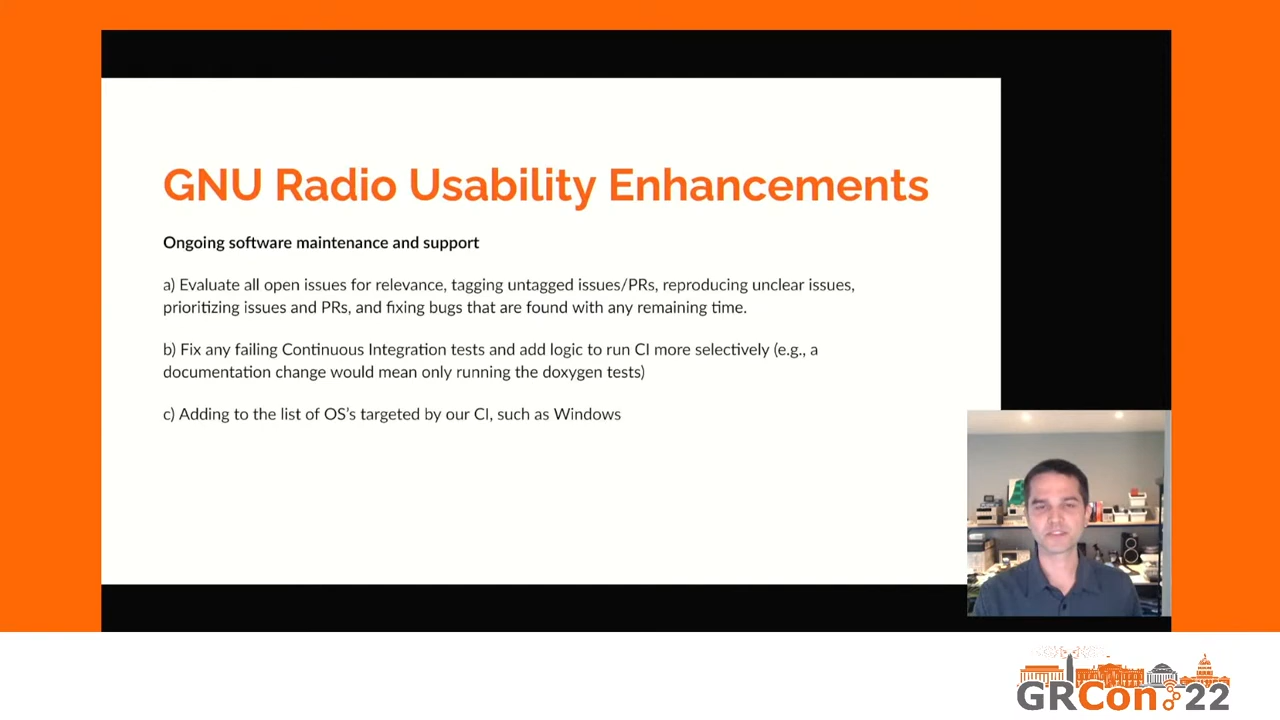 GNU Radio Usability Enhancements
Ongoing software maintenance and support
a) Evaluate all open issues for relevance, tagging untagged issues/PRs, reproducing unclear issues,
prioritizing issues and PRs, and fixing bugs that are found with any remaining time.
b) Fix any failing Continuous Integration tests and add logic to run CI more selectively (e.g., a
documentation change would mean only running the doxygen tests)
c) Adding to the list of OS’s targeted by our CI, such as Windows
GRCon 22